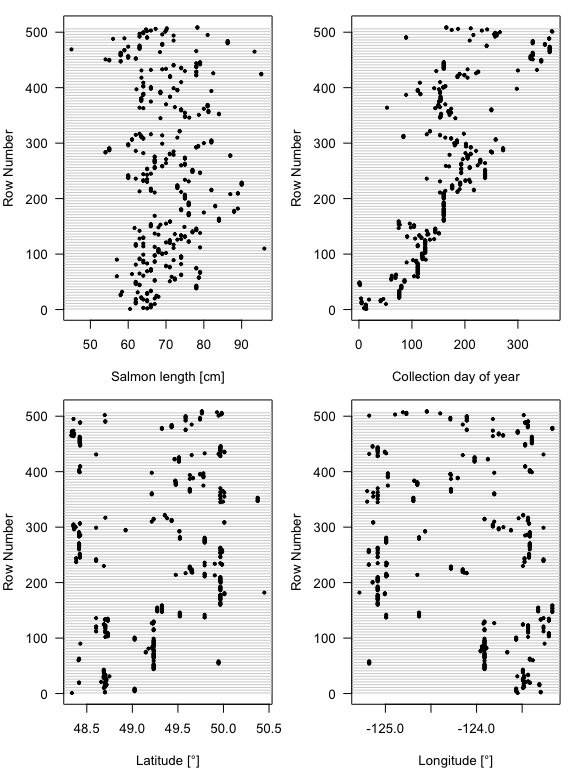 500
400
300
200
100
0
Row Number
50 60 70 80 90
Salmon length [cm]
500
400
300
200
100
0
Row Number
0 100 200 300
Collection day of year
500
400
300
200
100
0
Row Number
48.5 49.0 49.5 50.0 50.5
Latitude [°]
500
400
300
200
100
0
Row Number
-125.0 -124.0
Longitude [°]